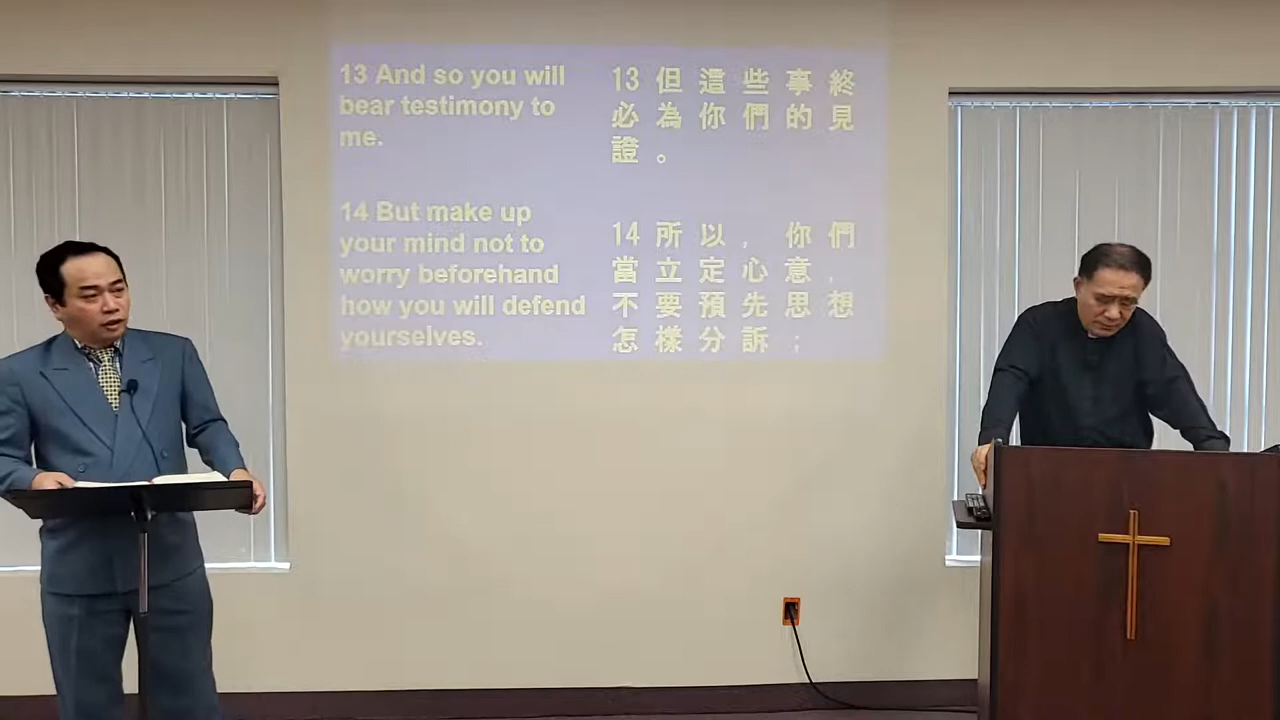 13 And so you will
bear testimony to
me.
14 But make up
your mind not to
worry beforehand
how you will defend
yourselves.
13 但這些事終
必為你們的見
證。
14 所以，你們
當立定心意，
不要預先思想
怎樣分訴；